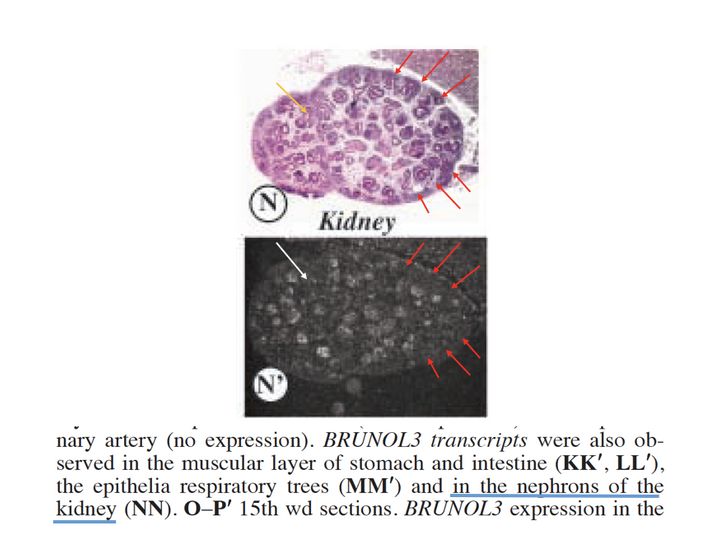 N
Kidney
N'
nary artery (no expression). BRUNOL3 transcripts were also ob-
served in the muscular layer of stomach and intestine (KK′, LL′),
the epithelia respiratory trees (MM′) and in the nephrons of the
kidney (NN). O–P′ 15th wd sections. BRUNOL3 expression in the